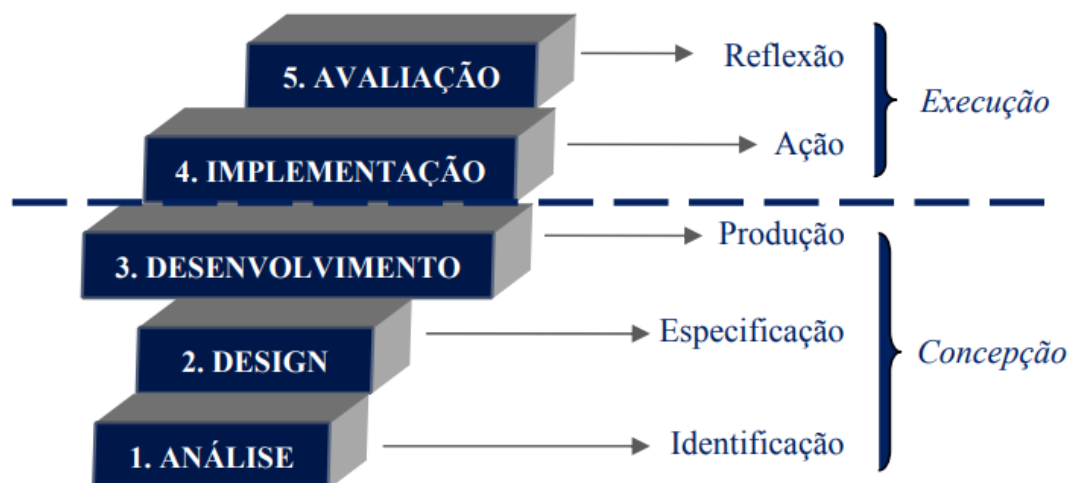 5. AVALIAÇÃO
Reflexão
Execução
4. IMPLEMENTAÇÃO
Ação
3. DESENVOLVIMENTO
Produção
2. DESIGN
Especificação
Concepção
1. ANÁLISE
Identificação